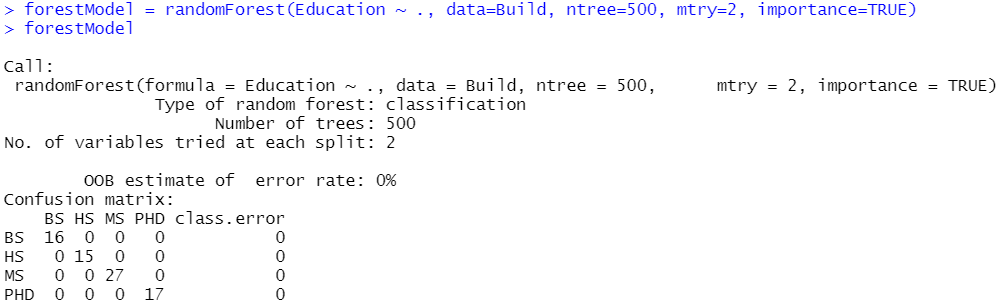 > forestModel = randomForest(Education ~ ., data=Build, ntree=500, mtry=2, importance=TRUE)
> forestModel
Call:
 randomForest(formula = Education ~ ., data = Build, ntree = 500,      mtry = 2, importance = TRUE)
               Type of random forest: classification
                     Number of trees: 500
No. of variables tried at each split: 2
        OOB estimate of  error rate: 0%
Confusion matrix:
    BS HS MS PHD class.error
BS  16  0  0   0           0
HS   0 15  0   0           0
MS   0  0 27   0           0
PHD  0  0  0  17           0